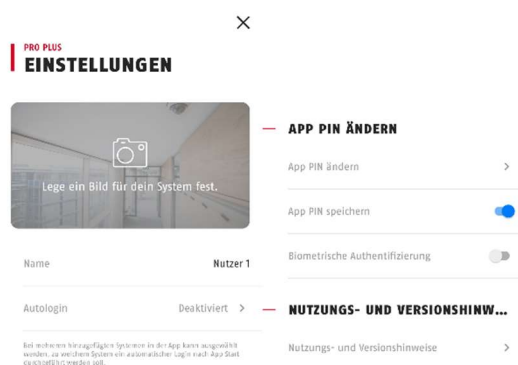 PRO PLUS
EINSTELLUNGEN
Lege ein Bild für dein System fest.
Name Nutzer 1
Autologin Deaktiviert
Bei mehreren hinzugefügten Systemen in der App kann ausgewählt
werden, zu welchem System ein automatischer Login nach App Start
durchgeführt werden soll.
APP PIN ÄNDERN
App PIN ändern
App PIN speichern
Biometrische Authentifizierung
NUTZUNGS- UND VERSIONSHINW...
Nutzungs- und Versionshinweise